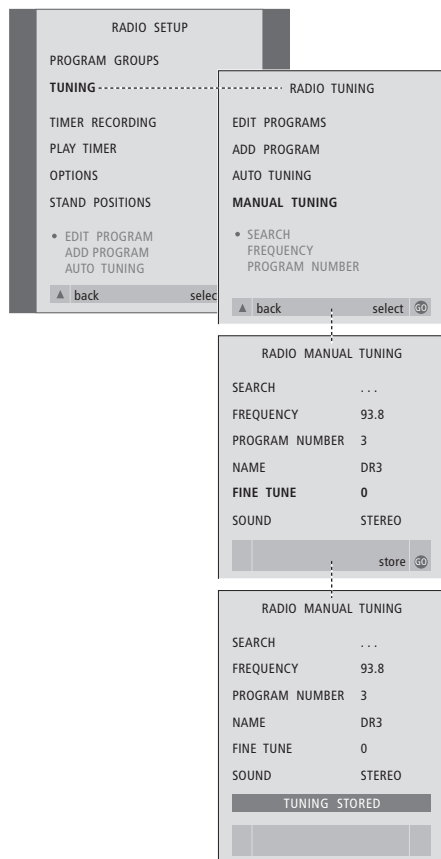 RADIO SETUP
PROGRAM GROUPS
TUNING
TIMER RECORDING
PLAY TIMER
OPTIONS
STAND POSITIONS
• EDIT PROGRAM
ADD PROGRAM
AUTO TUNING
▲ back selec
RADIO TUNING
EDIT PROGRAMS
ADD PROGRAM
AUTO TUNING
MANUAL TUNING
• SEARCH
FREQUENCY
PROGRAM NUMBER
▲ back select GO
RADIO MANUAL TUNING
SEARCH . . .
FREQUENCY 93.8
PROGRAM NUMBER 3
NAME DR3
FINE TUNE 0
SOUND STEREO
store GO
RADIO MANUAL TUNING
SEARCH . . .
FREQUENCY 93.8
PROGRAM NUMBER 3
NAME DR3
FINE TUNE 0
SOUND STEREO
TUNING STORED